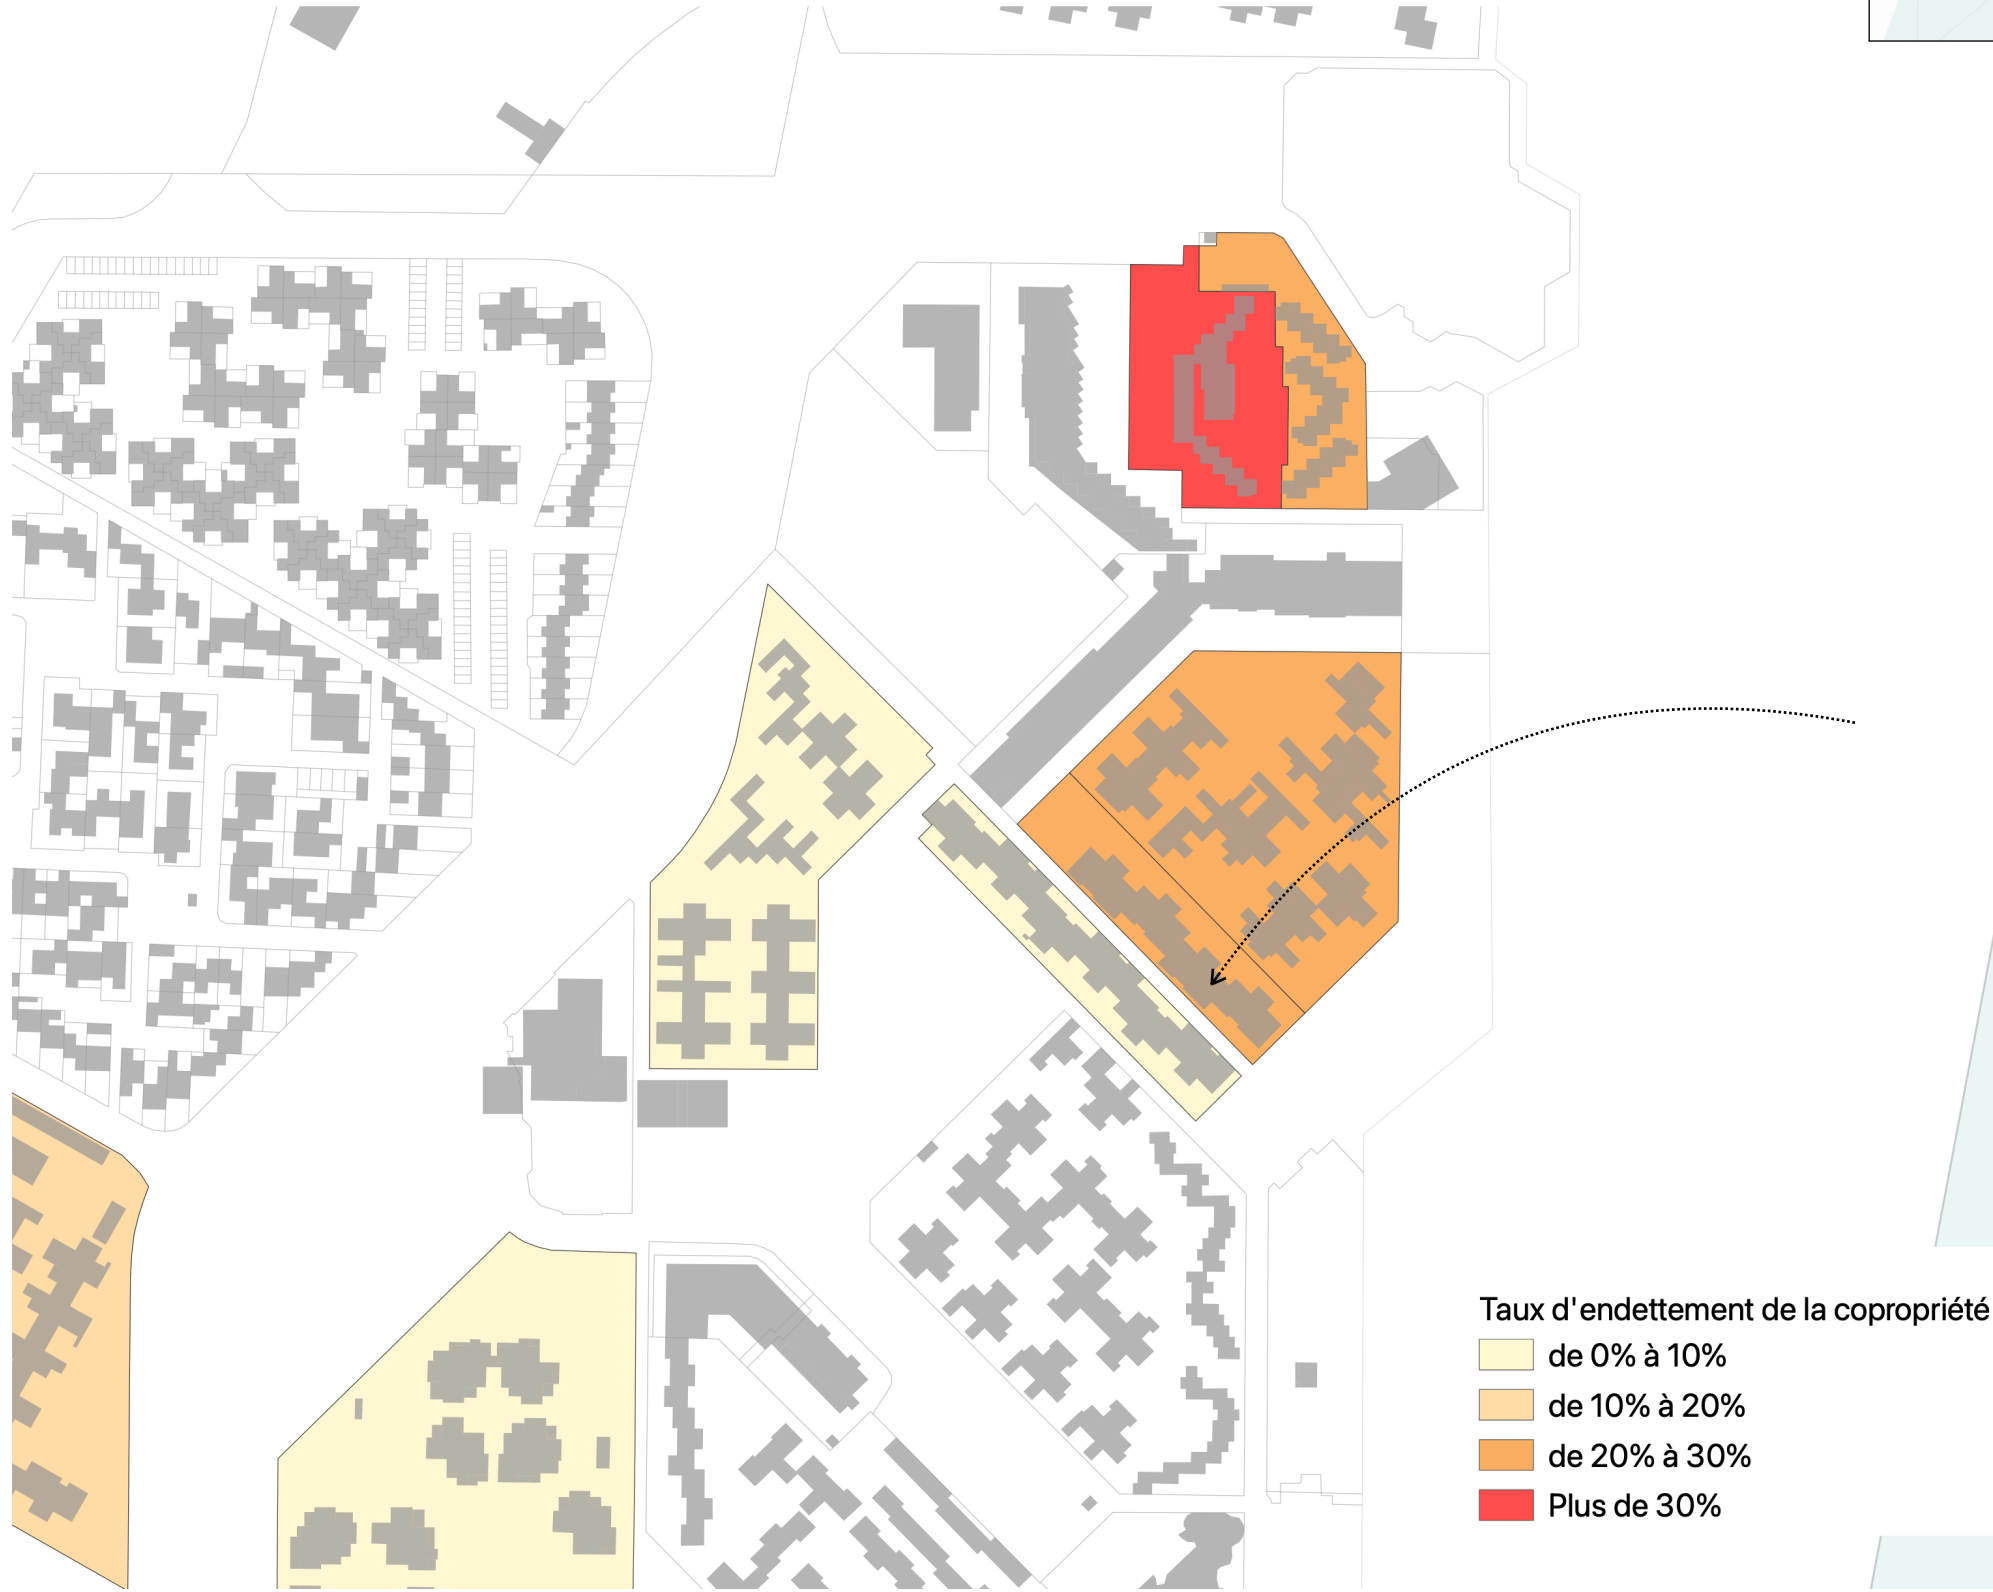 Taux d'endettement de la copropriété
de 0% à 10%
de 10% à 20%
de 20% à 30%
Plus de 30%